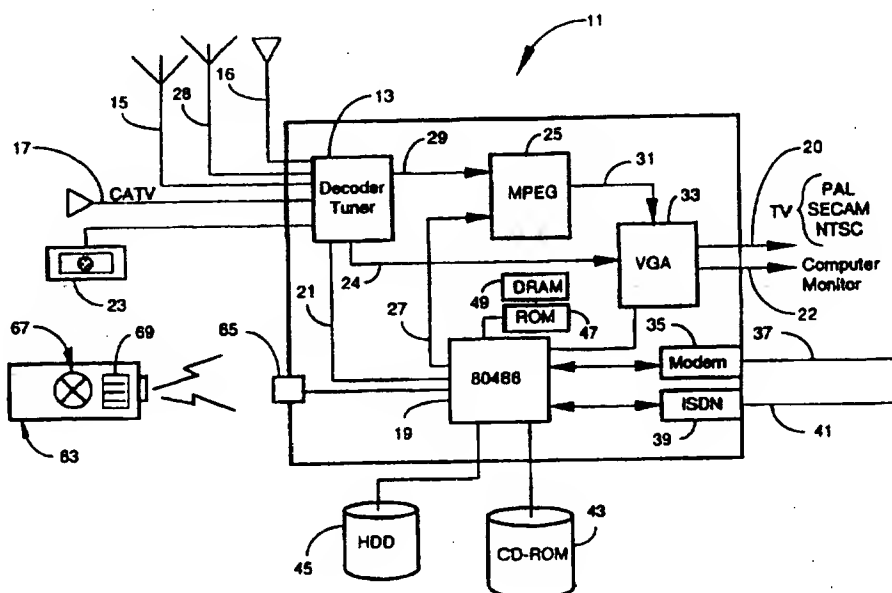 11
16
28
15
13
25
20
17
CATV
29
31
33
Decoder
Tuner
MPEG
TV
PAL
SECAM
NTSC
VGA
Computer
Monitor
23
21
24
27
49
DRAM
ROM
47
22
67
69
65
80486
35
Modem
37
ISDN
19
39
41
63
43
HDD
CD-ROM
45